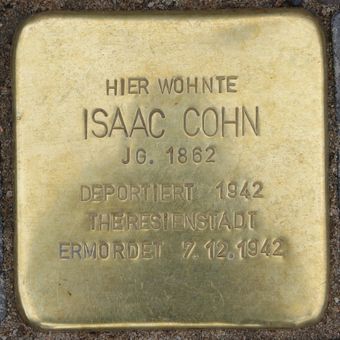 HIER WOHNTE
ISAAC COHN
JG. 1862
DEPORTIERT 1942
THERESIENSTADT
ERMORDET 7.12.1942